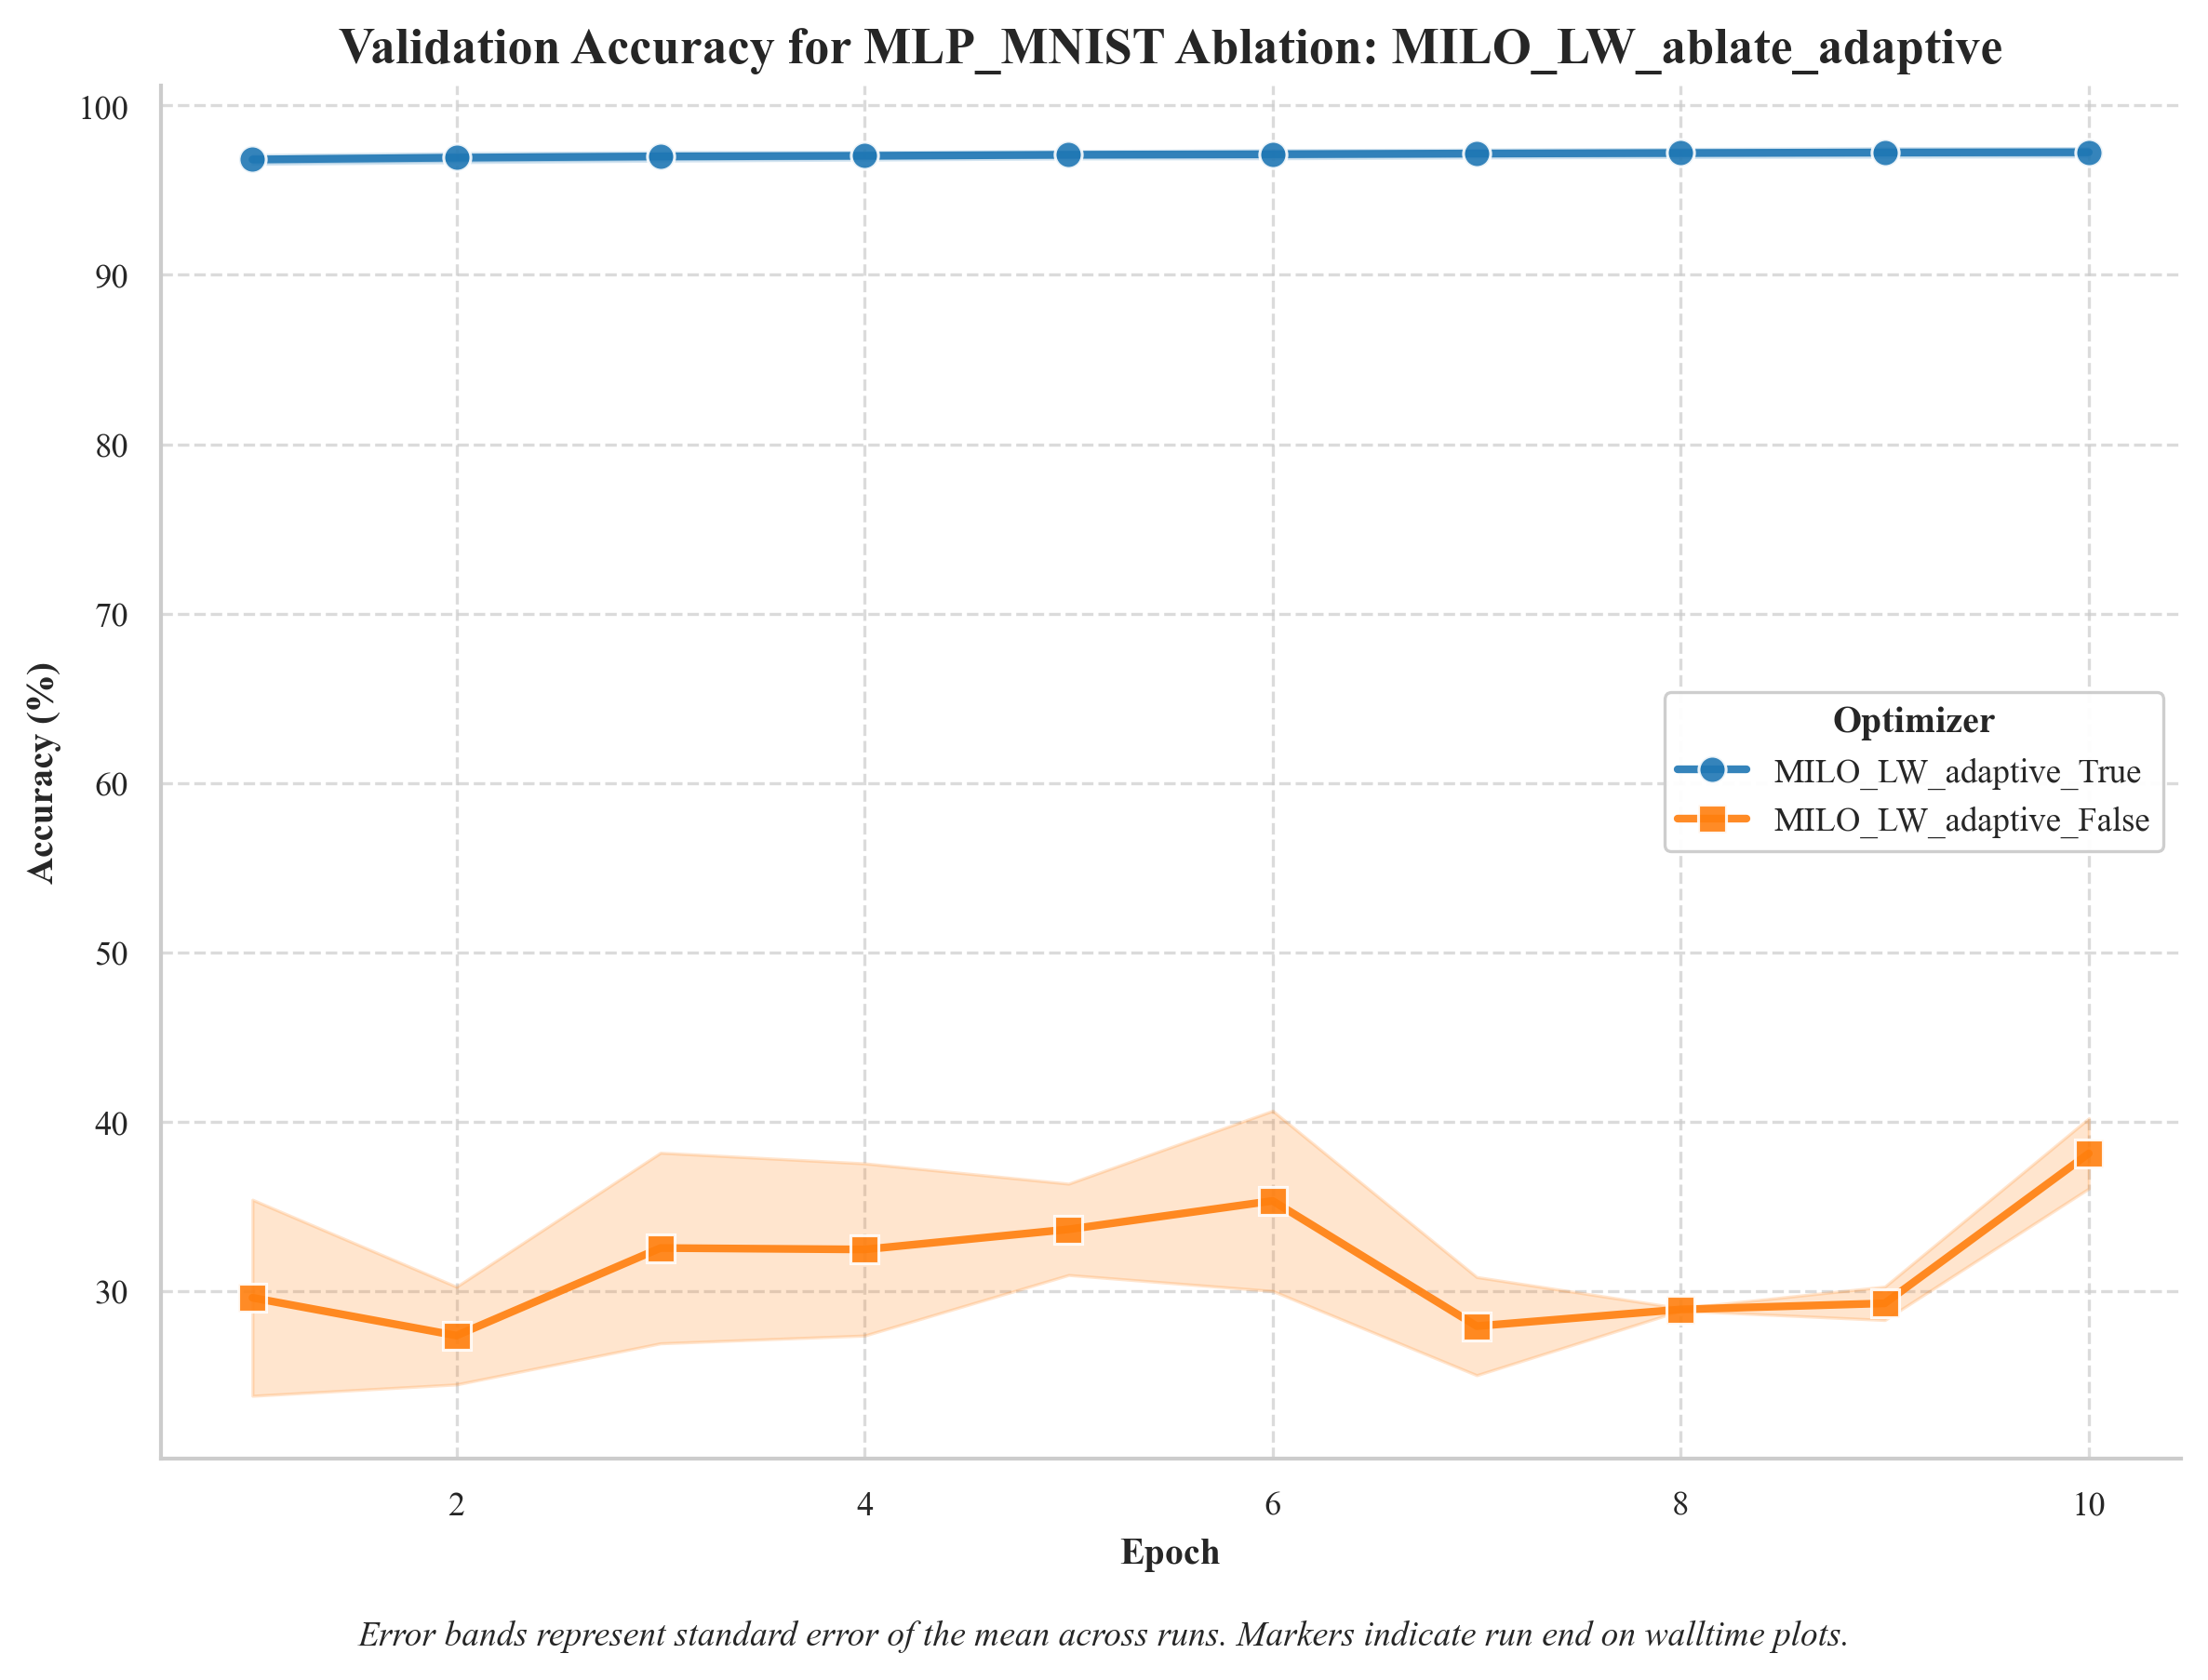 Validation Accuracy for MLP_MNIST Ablation: MILO_LW_ablate_adaptive
100
90
80
70
60
50
40
30
Accuracy (%)
Optimizer
MILO_LW_adaptive_True
MILO_LW_adaptive_False
2
4
6
8
10
Epoch
Error bands represent standard error of the mean across runs. Markers indicate run end on walltime plots.